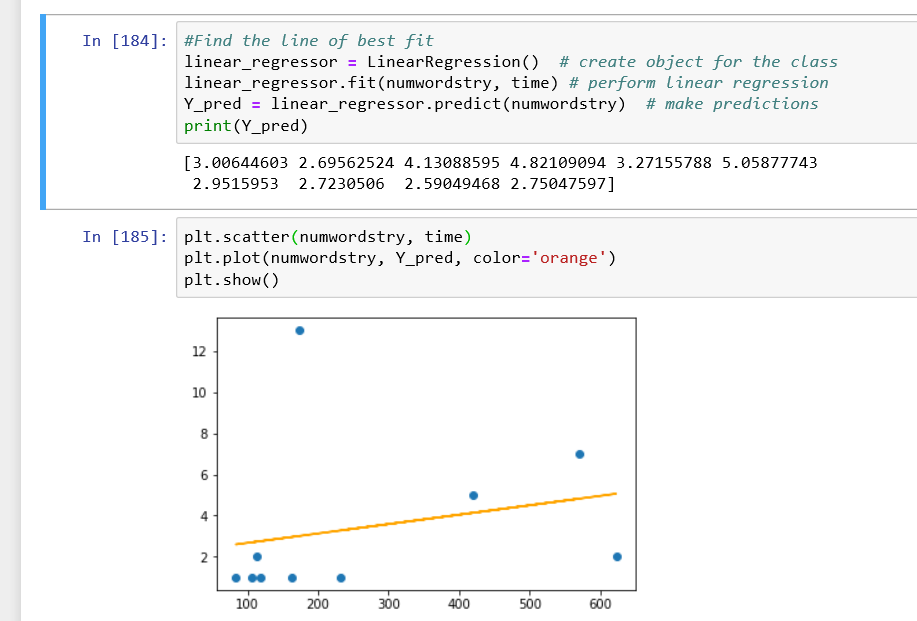 In [184]: #Find the line of best fit
linear_regressor = LinearRegression()  # create object for the class
linear_regressor.fit(numwordstry, time) # perform linear regression
Y_pred = linear_regressor.predict(numwordstry)  # make predictions
print(Y_pred)
[3.00644603 2.69562524 4.13088595 4.82109094 3.27155788 5.05877743
 2.9515953  2.7230506  2.59049468 2.75047597]
In [185]: plt.scatter(numwordstry, time)
plt.plot(numwordstry, Y_pred, color='orange')
plt.show()
12
10
8
6
4
2
100 200 300 400 500 600